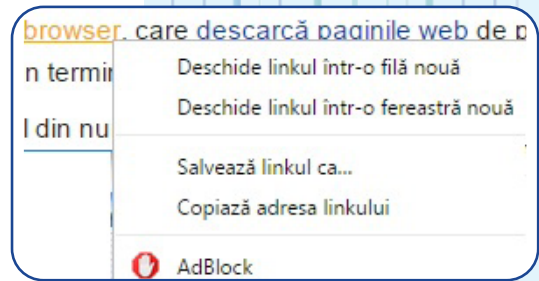 browser, care descarcă paginile web de p
n termin
Deschide linkul într-o filă nouă
Deschide linkul într-o fereastră nouă
l din nu
Salvează linkul ca...
Copiază adresa linkului
AdBlock